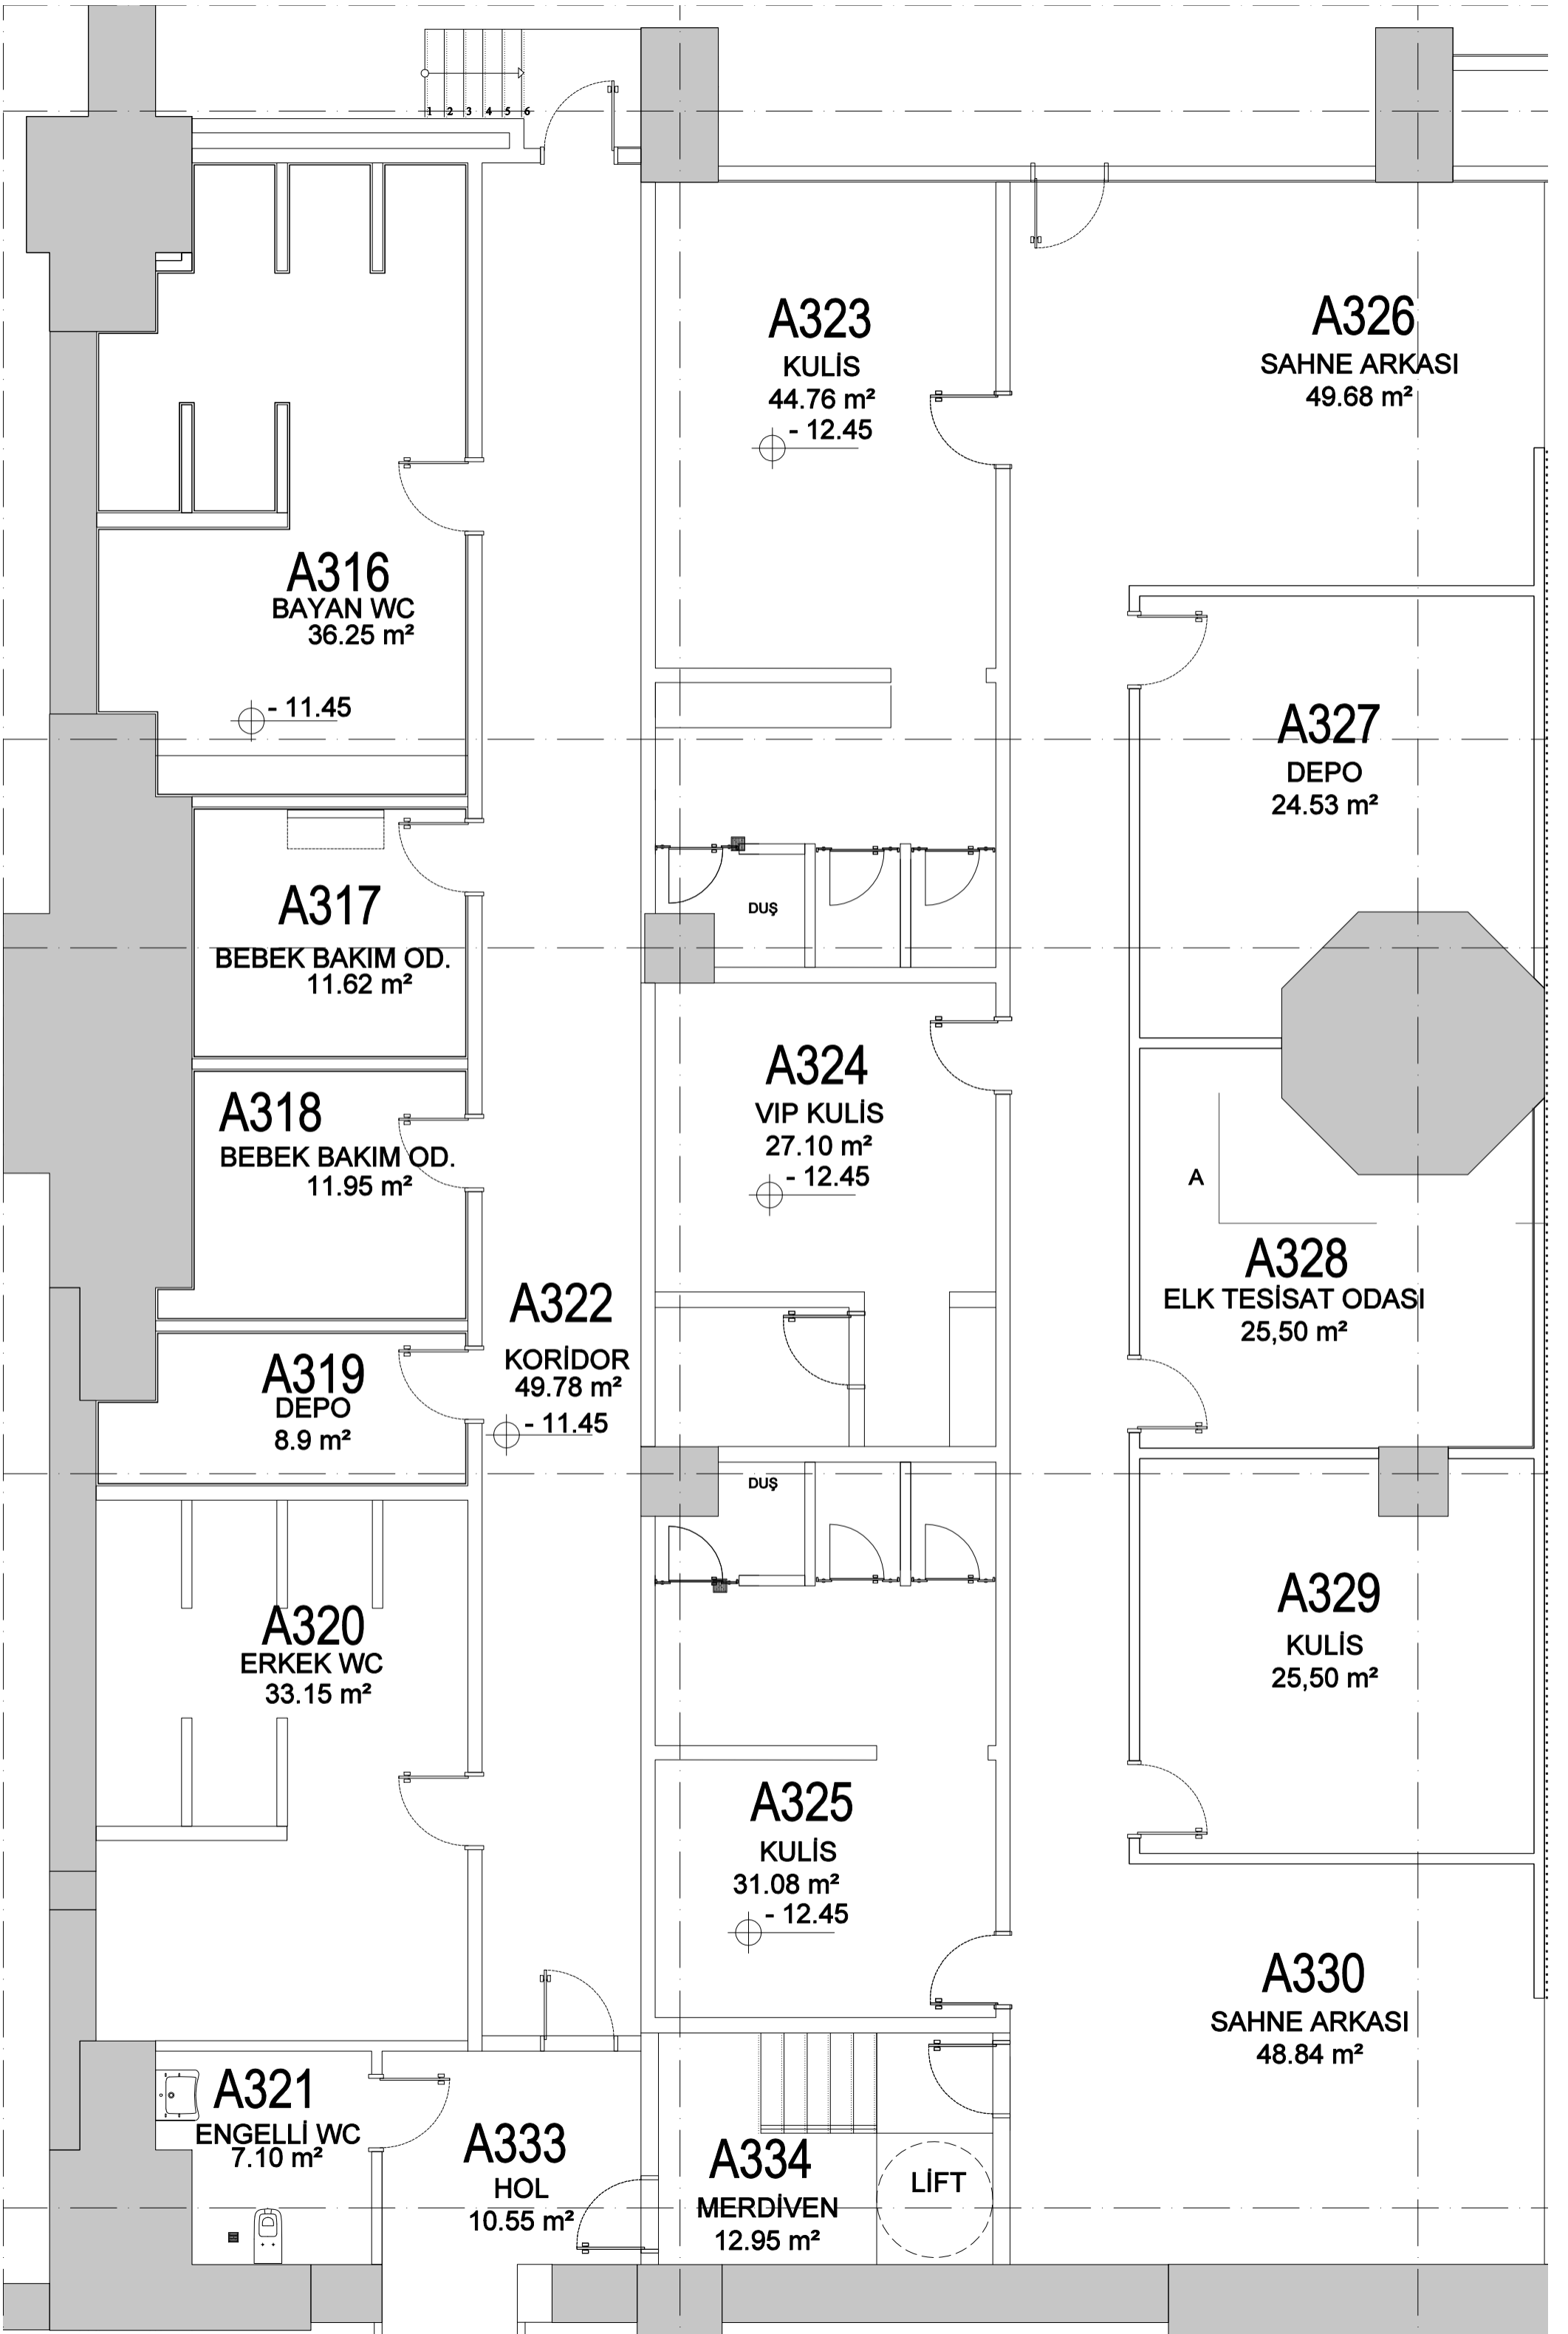 1 2 3 4 5 6
A323
KULİS
44.76 m²
- 12.45
A326
SAHNE ARKASI
49.68 m²
A316
BAYAN WC
36.25 m²
- 11.45
A327
DEPO
24.53 m²
A317
BEBEK BAKIM OD.
11.62 m²
DUŞ
A318
BEBEK BAKIM OD.
11.95 m²
A324
VIP KULİS
27.10 m²
- 12.45
A
A328
ELK TESİSAT ODASI
25,50 m²
A322
KORİDOR
49.78 m²
- 11.45
A319
DEPO
8.9 m²
DUŞ
A320
ERKEK WC
33.15 m²
A329
KULİS
25,50 m²
A325
KULİS
31.08 m²
- 12.45
A330
SAHNE ARKASI
48.84 m²
A321
ENGELLİ WC
7.10 m²
A333
HOL
10.55 m²
A334
MERDİVEN
12.95 m²
LİFT